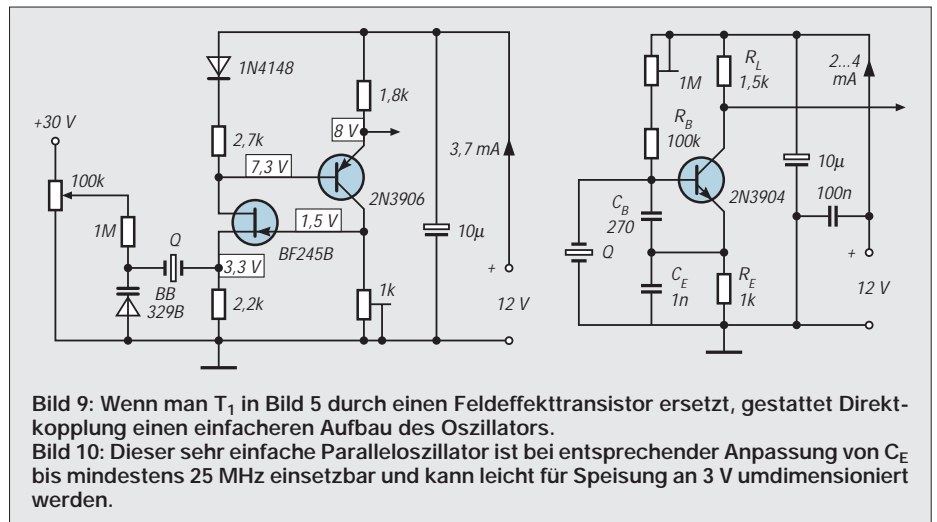 +30 V
100k
1M
Q
BB
329B
1N4148
2,7k
7,3 V
BF245B
3,3 V
2,2k
1,8k
8 V
2N3906
1,5 V
1k
10µ
3,7 mA
+
12 V
Q
1M
R_B
100k
C_B
270
C_E
1n
R_L
1,5k
2N3904
R_E
1k
10µ
100n
2...4
mA
+
12 V
Bild 9: Wenn man T₁ in Bild 5 durch einen Feldeffekttransistor ersetzt, gestattet Direkt-
kopplung einen einfacheren Aufbau des Oszillators.
Bild 10: Dieser sehr einfache Paralleloszillator ist bei entsprechender Anpassung von C_E
bis mindestens 25 MHz einsetzbar und kann leicht für Speisung an 3 V umdimensioniert
werden.